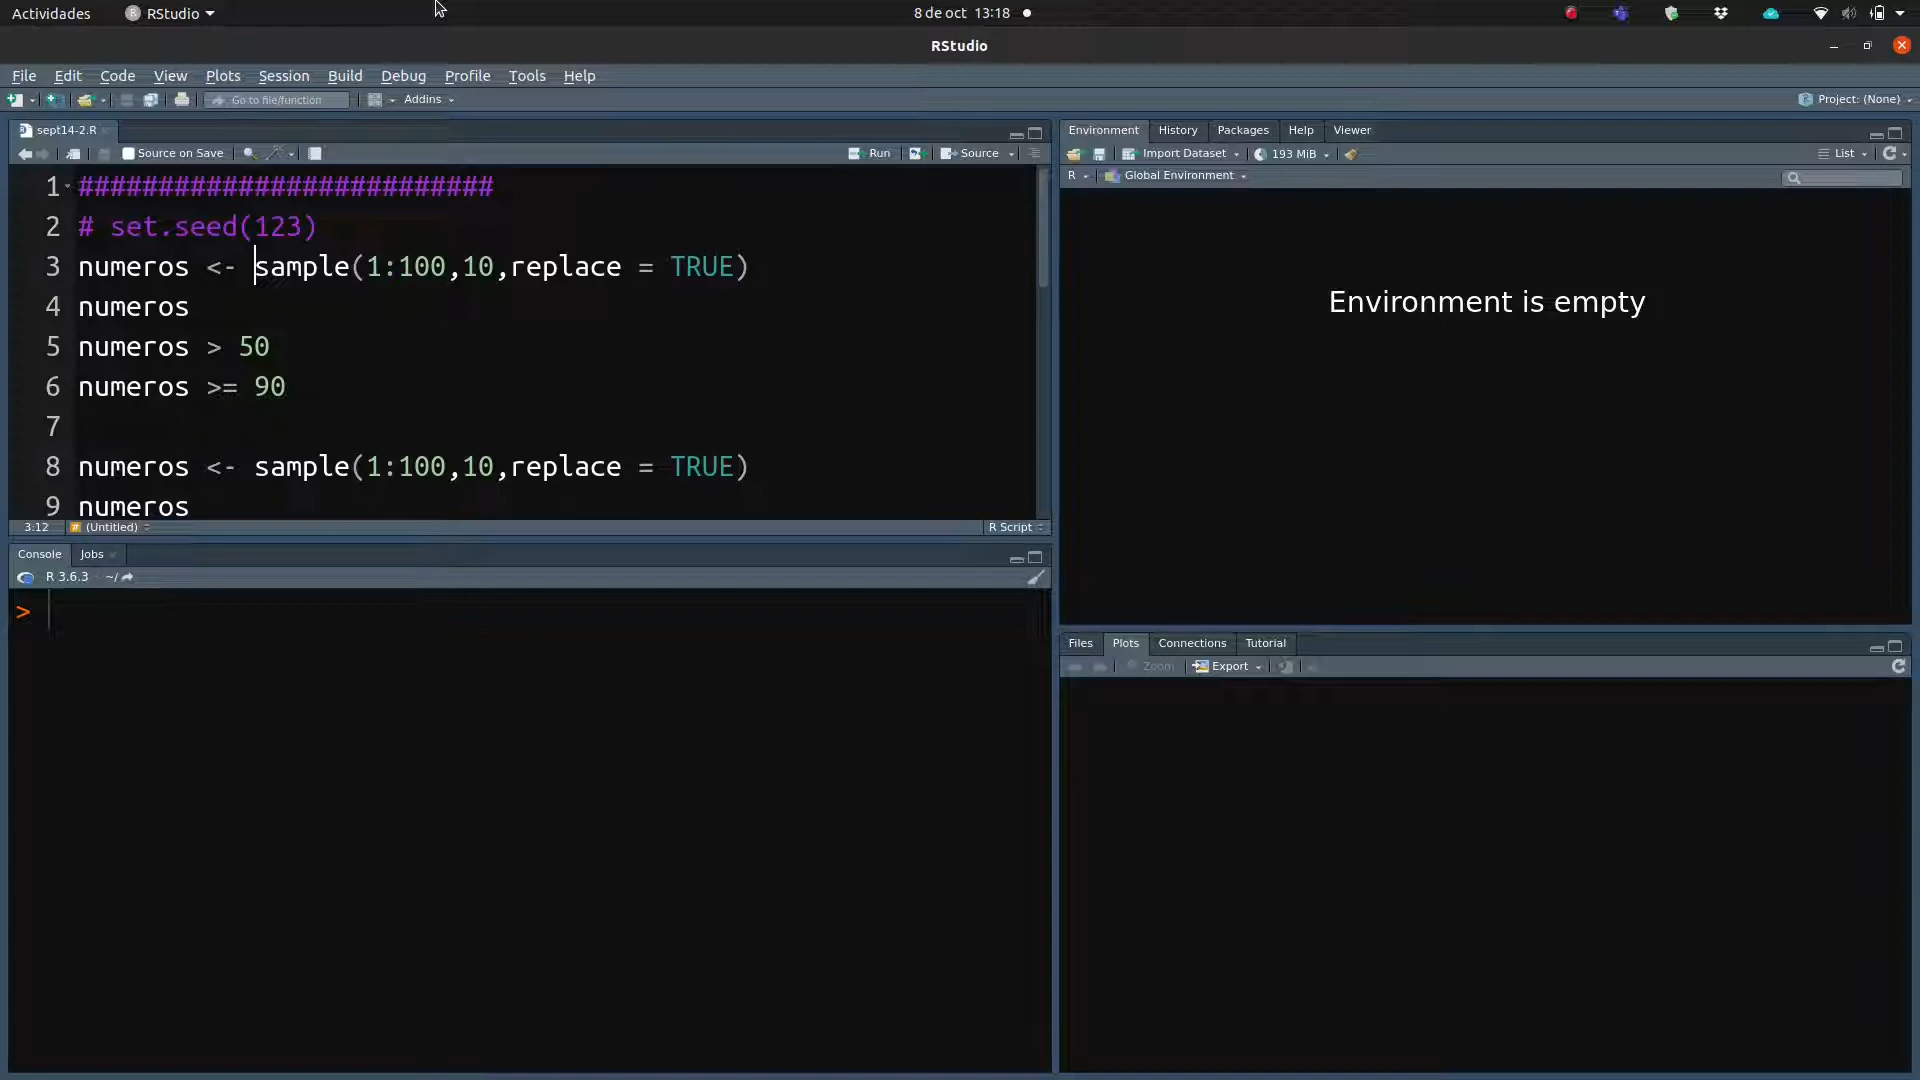 Actividades RStudio 8 de oct 13:18
RStudio
File Edit Code View Plots Session Build Debug Profile Tools Help
Go to file/function Addins Project: (None)
sept14-2.R
Source on Save Run Source
1 ##########################
2 # set.seed(123)
3 numeros <- sample(1:100,10,replace = TRUE)
4 numeros
5 numeros > 50
6 numeros >= 90
7
8 numeros <- sample(1:100,10,replace = TRUE)
9 numeros
3:12 # (Untitled) R Script
Console Jobs
R 3.6.3 ~/
>
Environment History Packages Help Viewer
Import Dataset 193 MiB List
R Global Environment
Environment is empty
Files Plots Connections Tutorial
Zoom Export